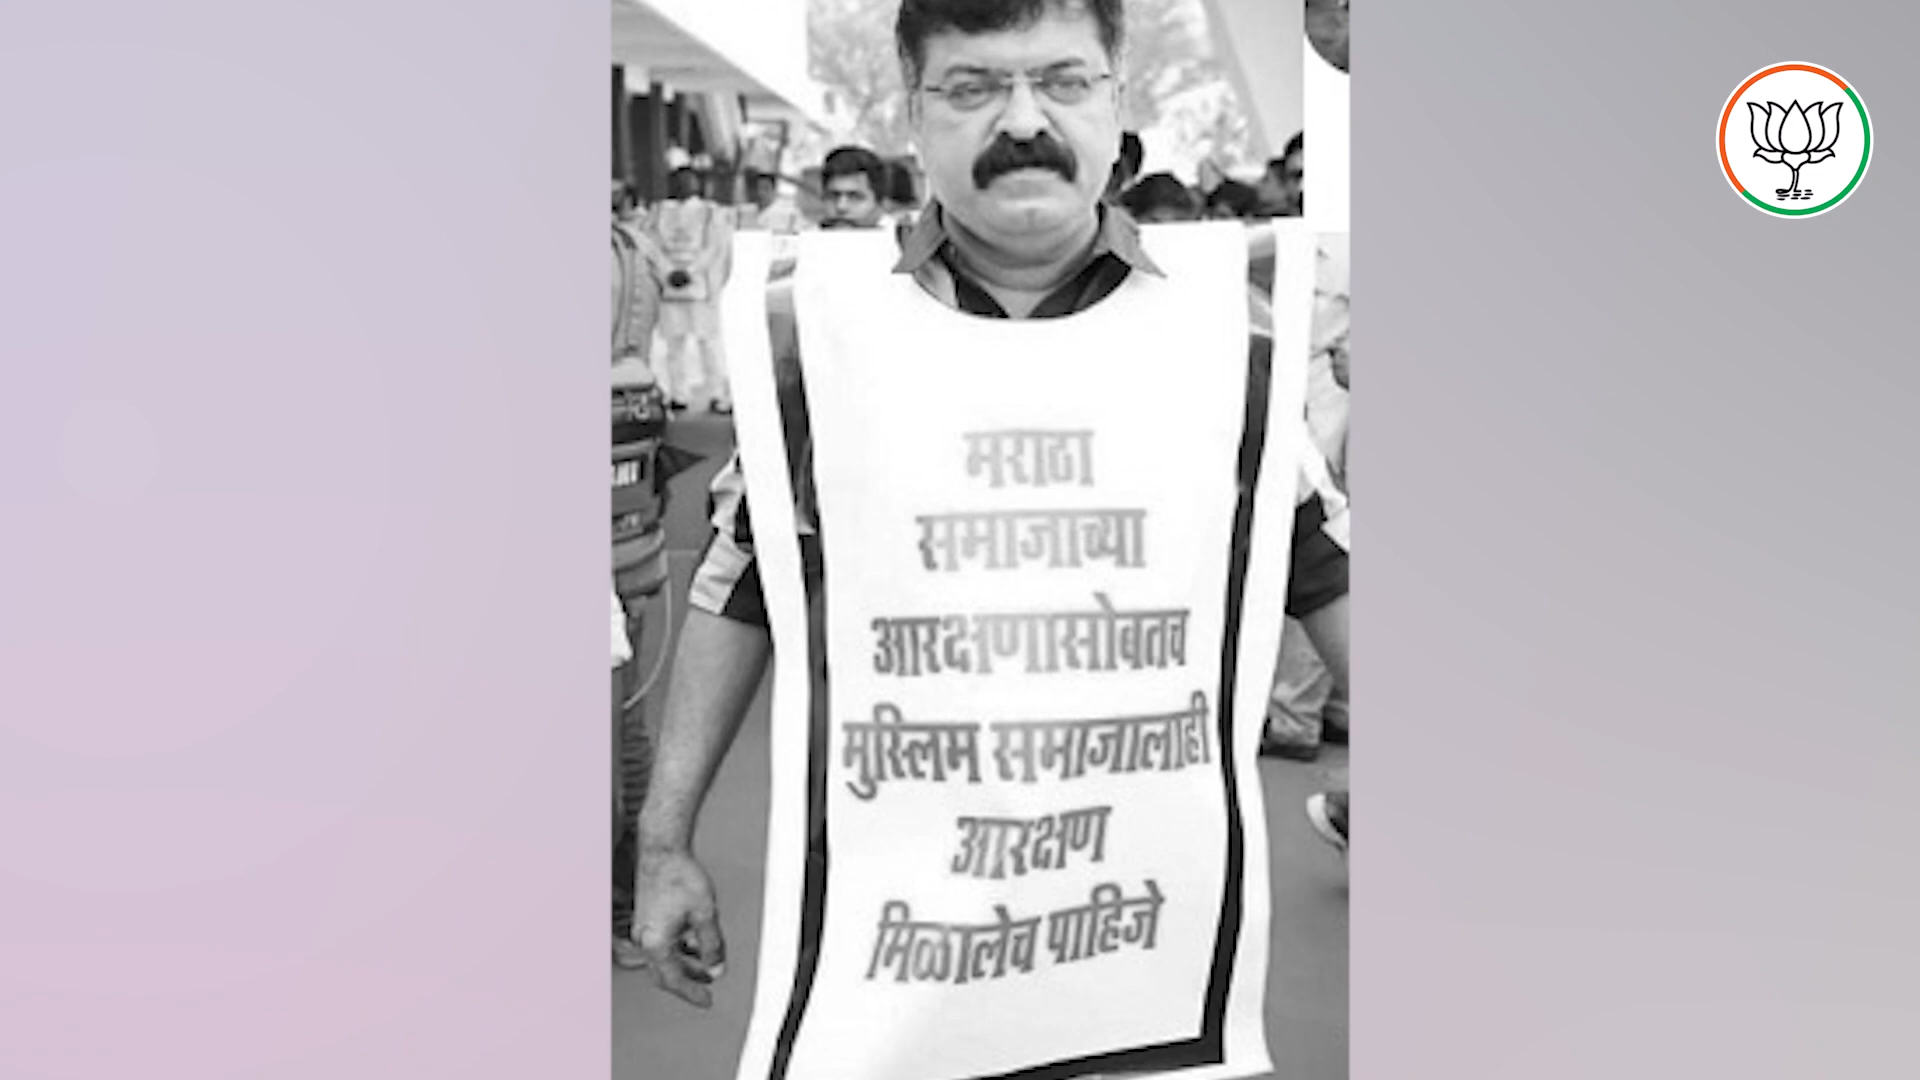 मराठा
समाजाच्या
आरक्षणासोबतच
मुस्लिम समाजालाही
आरक्षण
मिळालेच पाहिजे